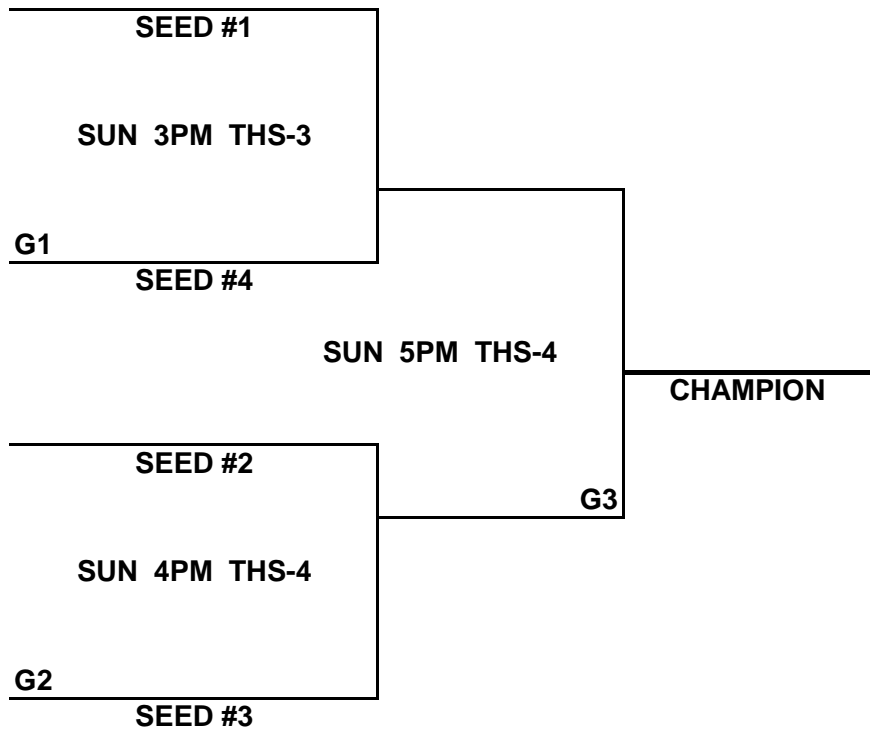 SEED #1
SUN 3PM THS-3
G1
SEED #4
SUN 5PM THS-4
CHAMPION
SEED #2
G3
SUN 4PM THS-4
G2
SEED #3